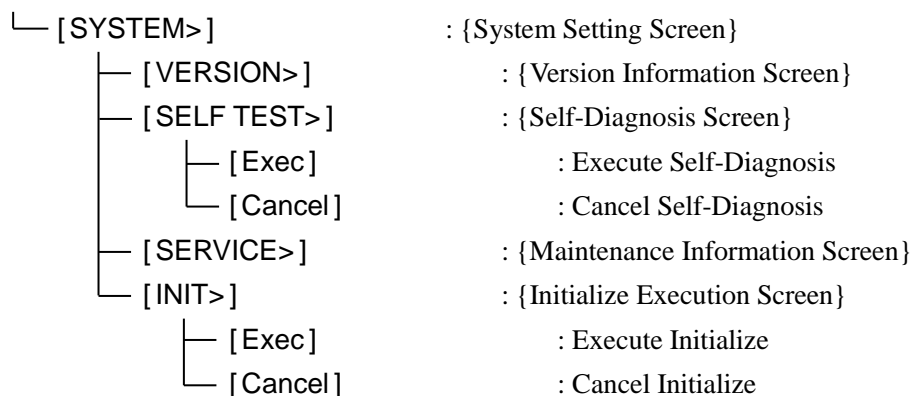 [SYSTEM>] : {System Setting Screen}
[VERSION>] : {Version Information Screen}
[SELF TEST>] : {Self-Diagnosis Screen}
[Exec] : Execute Self-Diagnosis
[Cancel] : Cancel Self-Diagnosis
[SERVICE>] : {Maintenance Information Screen}
[INIT>] : {Initialize Execution Screen}
[Exec] : Execute Initialize
[Cancel] : Cancel Initialize